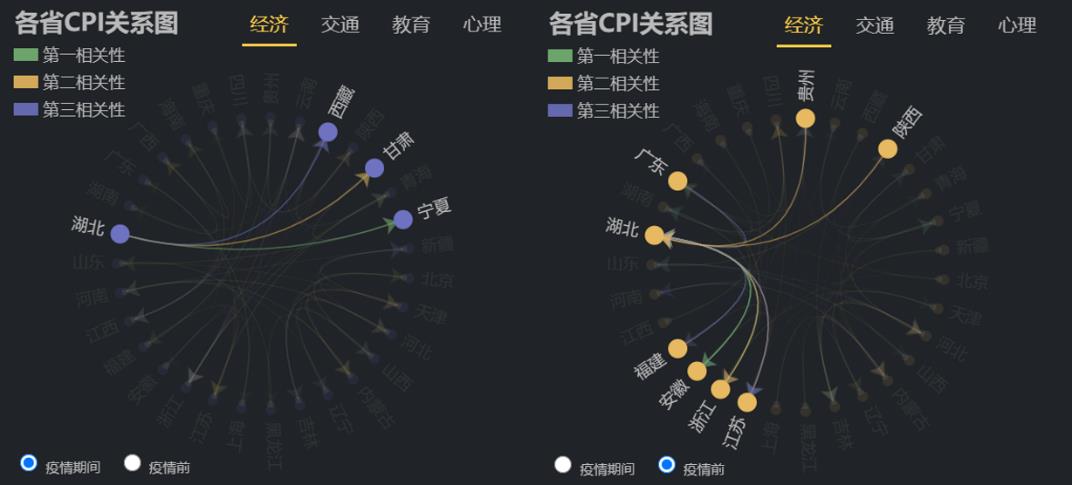 各省CPI关系图
经济 交通 教育 心理
第一相关性
第二相关性
第三相关性
西藏
甘肃
青海
宁夏
新疆
北京
天津
河北
内蒙古
辽宁
吉林
黑龙江
上海
江苏
浙江
安徽
福建
江西
河南
山东
湖北
湖南
广东
广西
重庆
四川
贵州
云南
疫情期间 疫情前
各省CPI关系图
经济 交通 教育 心理
第一相关性
第二相关性
第三相关性
贵州
云南
西藏
陕西
甘肃
青海
宁夏
新疆
北京
天津
河北
山西
内蒙古
辽宁
吉林
黑龙江
上海
江苏
浙江
安徽
福建
江西
河南
山东
湖北
湖南
广东
广西
重庆
四川
疫情期间 疫情前